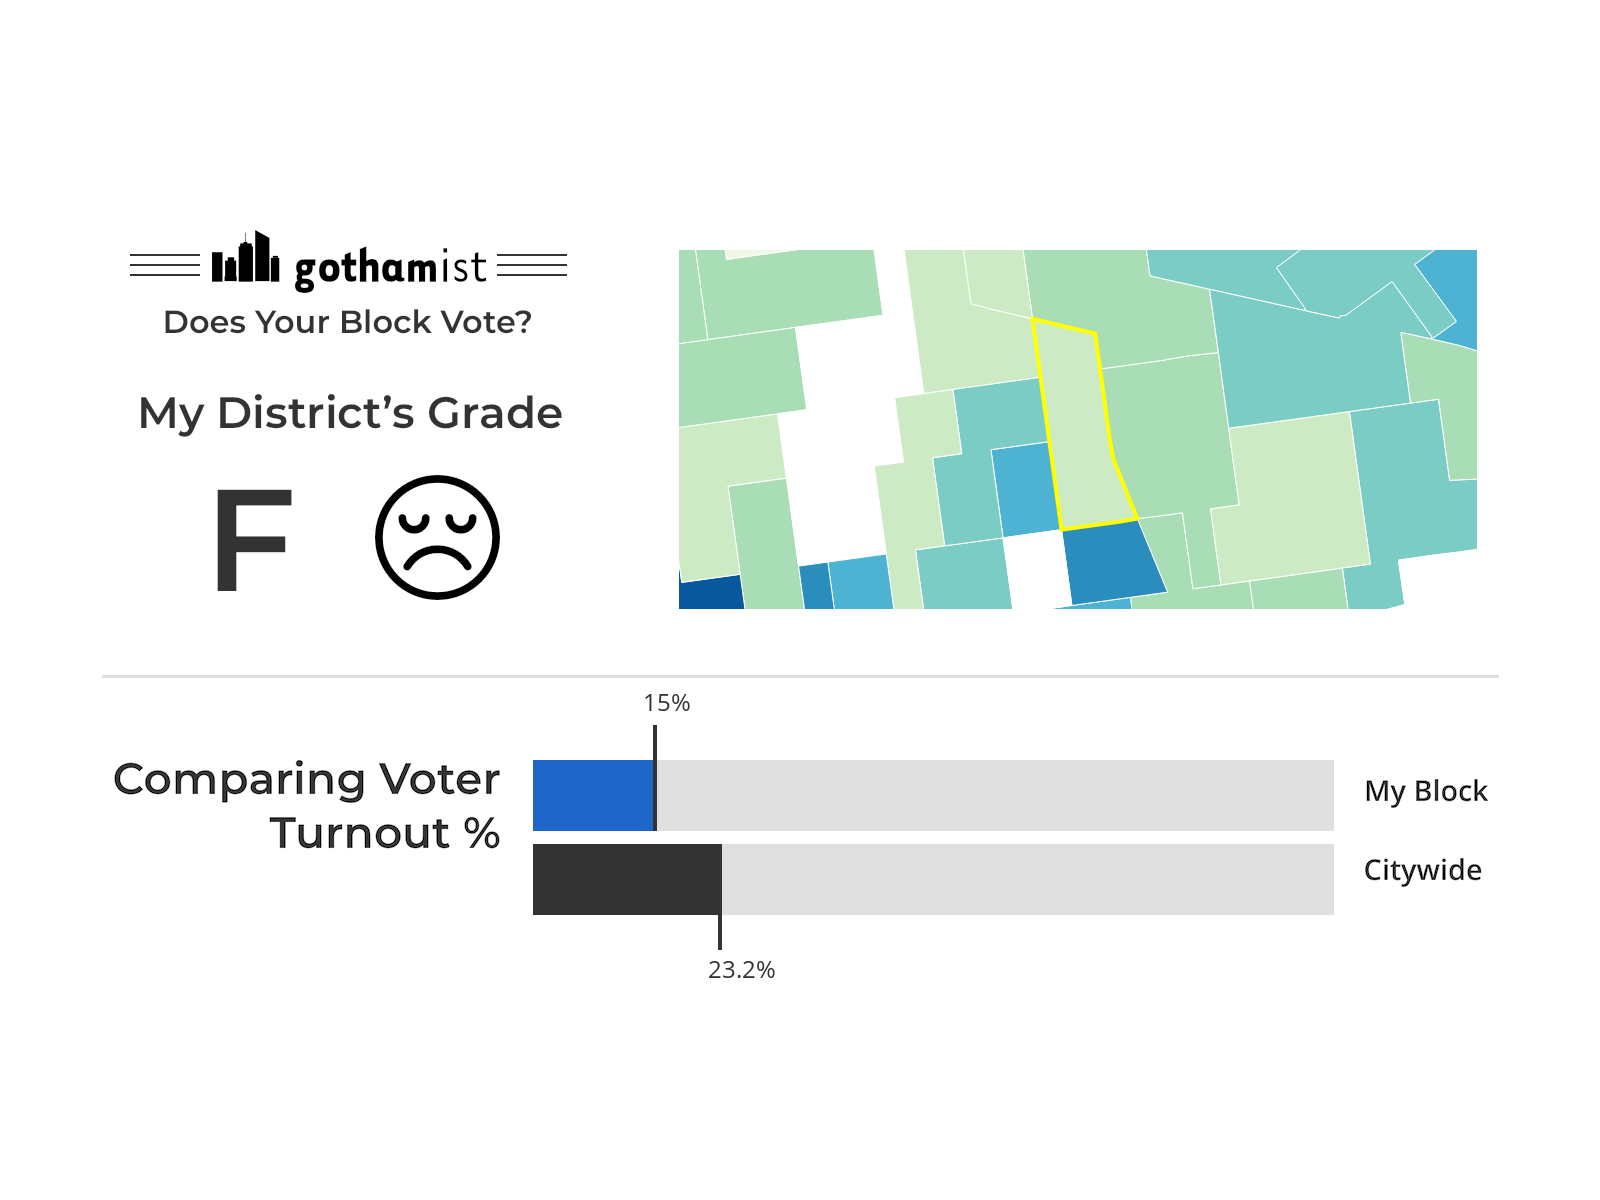 gothamist
Does Your Block Vote?
My District’s Grade
F
15%
Comparing Voter
Turnout %
My Block
Citywide
23.2%